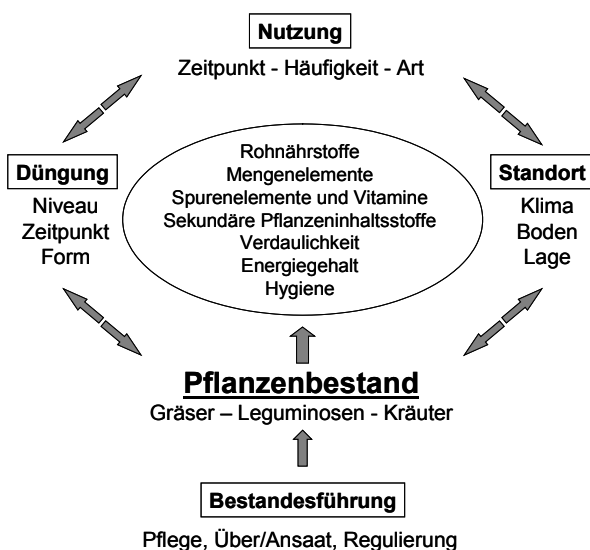 Nutzung
Zeitpunkt - Häufigkeit - Art
Düngung
Niveau
Zeitpunkt
Form
Rohnährstoffe
Mengenelemente
Spurenelemente und Vitamine
Sekundäre Pflanzeninhaltsstoffe
Verdaulichkeit
Energiegehalt
Hygiene
Standort
Klima
Boden
Lage
Pflanzenbestand
Gräser – Leguminosen - Kräuter
Bestandesführung
Pflege, Über/Ansaat, Regulierung